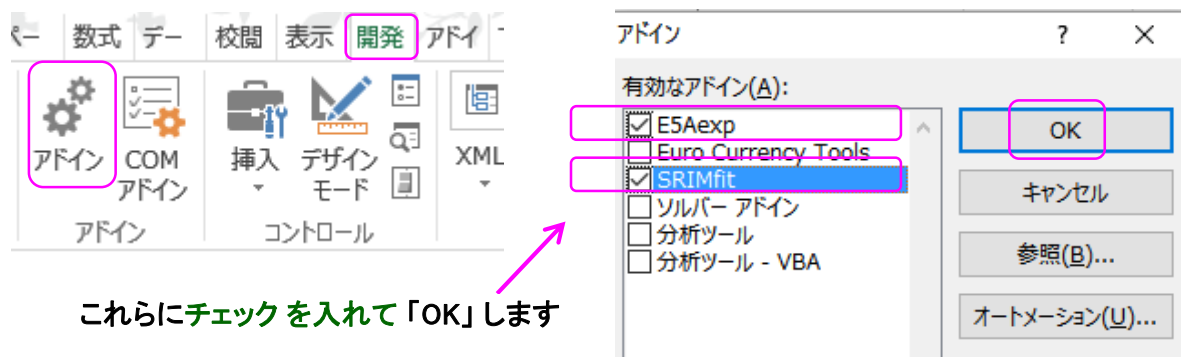 ペー 数式 デー 校閲 表示 開発 アドイ
アドイン
COM
アドイン
挿入
デザイン
モード
XML
アドイン
コントロール
これらにチェック を入れて 「OK」 します
アドイン ? ×
有効なアドイン(A):
E5Aexp
Euro Currency Tools
SRIMfit
ソルバー アドイン
分析ツール
分析ツール - VBA
OK
キャンセル
参照(B)...
オートメーション(U)...